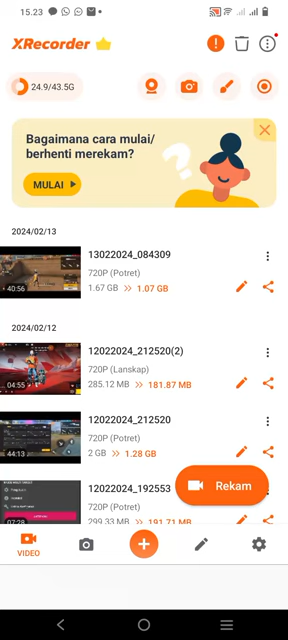 15.23
XRecorder
24.9/43.5G
Bagaimana cara mulai/
berhenti merekam?
MULAI
2024/02/13
13022024_084309
720P (Potret)
40:56
1.67 GB >> 1.07 GB
2024/02/12
12022024_212520(2)
720P (Lanskap)
04:55
285.12 MB >> 181.87 MB
12022024_212520
720P (Potret)
44:13
2 GB >> 1.28 GB
Rekam
12022024_192553
720P (Potret)
07:28
299.33 MB >> 191.71 MB
VIDEO